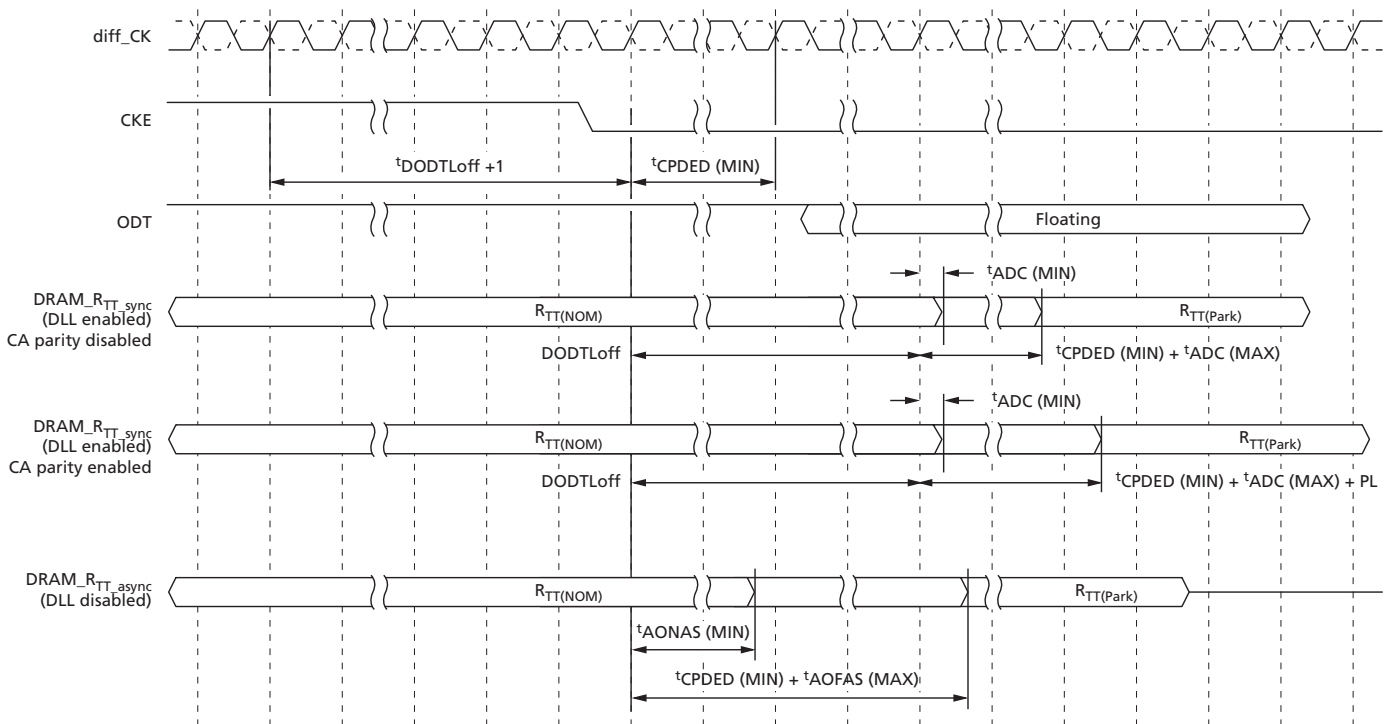 diff_CK
CKE
tDODTLoff +1
tCPDED (MIN)
ODT
Floating
tADC (MIN)
DRAM_RTT_sync
(DLL enabled)
CA parity disabled
RTT(NOM)
RTT(Park)
DODTLoff
tCPDED (MIN) + tADC (MAX)
tADC (MIN)
DRAM_RTT_sync
(DLL enabled)
CA parity enabled
RTT(NOM)
RTT(Park)
DODTLoff
tCPDED (MIN) + tADC (MAX) + PL
DRAM_RTT_async
(DLL disabled)
RTT(NOM)
RTT(Park)
tAONAS (MIN)
tCPDED (MIN) + tAOFAS (MAX)